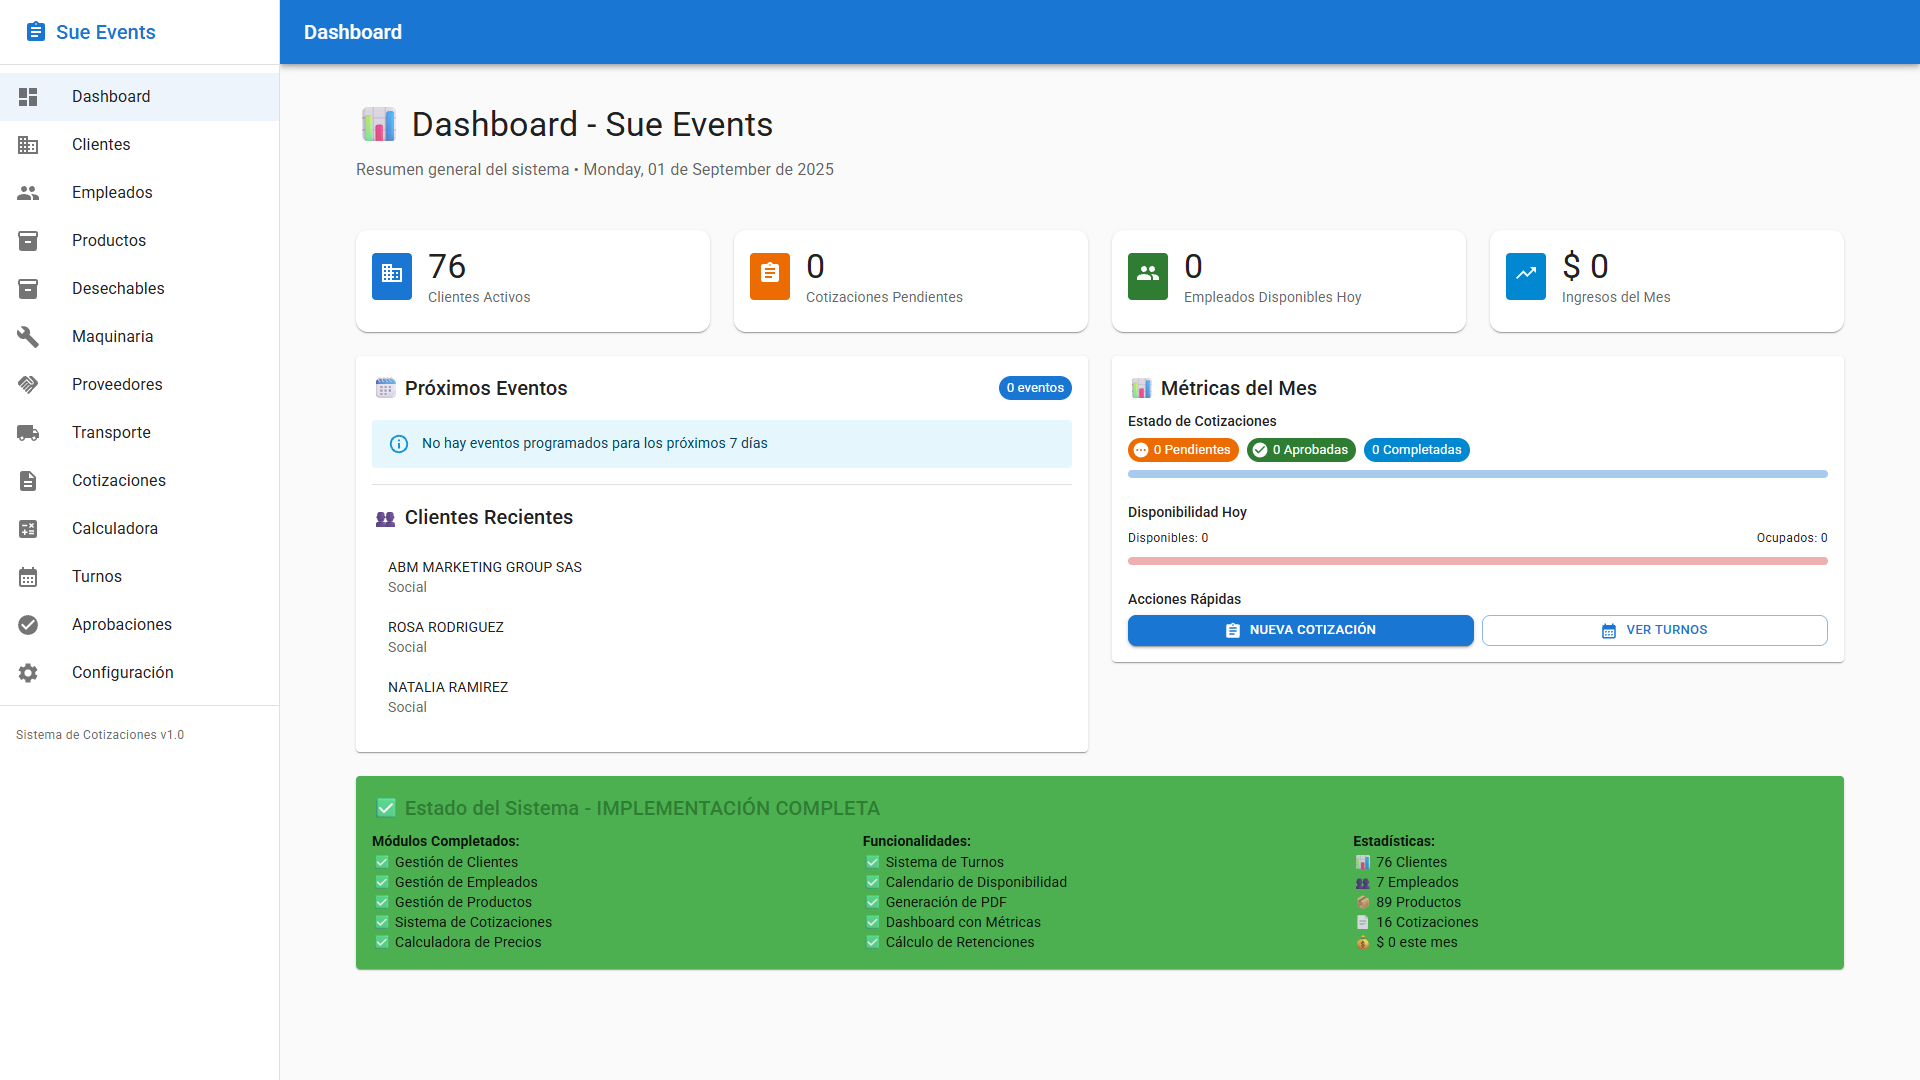 Sue Events
Dashboard
Dashboard
Clientes
Empleados
Productos
Desechables
Maquinaria
Proveedores
Transporte
Cotizaciones
Calculadora
Turnos
Aprobaciones
Configuración
Sistema de Cotizaciones v1.0
Dashboard - Sue Events
Resumen general del sistema • Monday, 01 de September de 2025
76
Clientes Activos
0
Cotizaciones Pendientes
0
Empleados Disponibles Hoy
$ 0
Ingresos del Mes
Próximos Eventos
0 eventos
No hay eventos programados para los próximos 7 días
Clientes Recientes
ABM MARKETING GROUP SAS
Social
ROSA RODRIGUEZ
Social
NATALIA RAMIREZ
Social
Métricas del Mes
Estado de Cotizaciones
0 Pendientes
0 Aprobadas
0 Completadas
Disponibilidad Hoy
Disponibles: 0
Ocupados: 0
Acciones Rápidas
NUEVA COTIZACIÓN
VER TURNOS
Estado del Sistema - IMPLEMENTACIÓN COMPLETA
Módulos Completados:
Gestión de Clientes
Gestión de Empleados
Gestión de Productos
Sistema de Cotizaciones
Calculadora de Precios
Funcionalidades:
Sistema de Turnos
Calendario de Disponibilidad
Generación de PDF
Dashboard con Métricas
Cálculo de Retenciones
Estadísticas:
76 Clientes
7 Empleados
89 Productos
16 Cotizaciones
$ 0 este mes